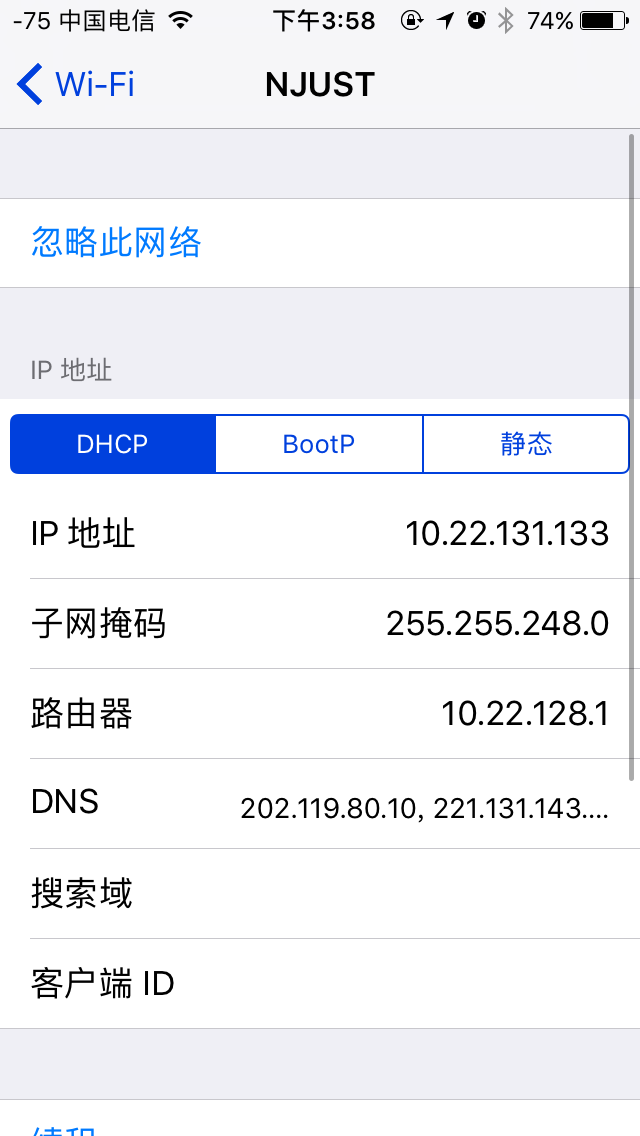 -75 中国电信 下午3:58 74%
Wi-Fi NJUST
忽略此网络
IP 地址
DHCP BootP 静态
IP 地址 10.22.131.133
子网掩码 255.255.248.0
路由器 10.22.128.1
DNS 202.119.80.10, 221.131.143....
搜索域
客户端 ID
续租